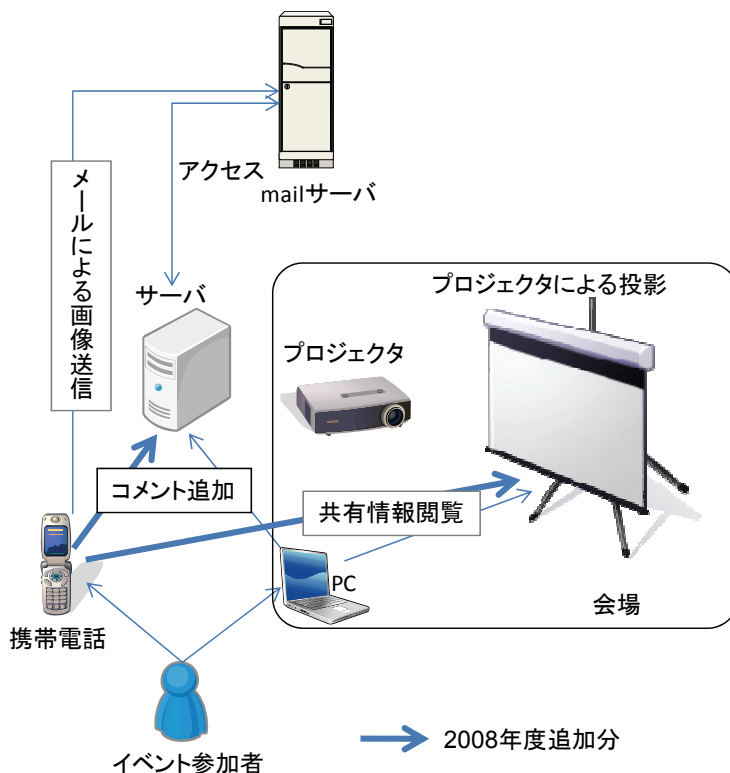 アクセス
mailサーバ
メールによる画像送信
サーバ
プロジェクタによる投影
プロジェクタ
コメント追加
共有情報閲覧
PC
会場
携帯電話
イベント参加者
2008年度追加分